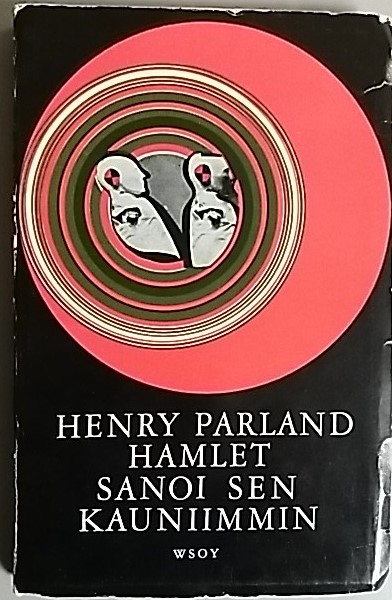 HENRY PARLAND
HAMLET
SANOI SEN
KAUNIIMMIN
WSOY